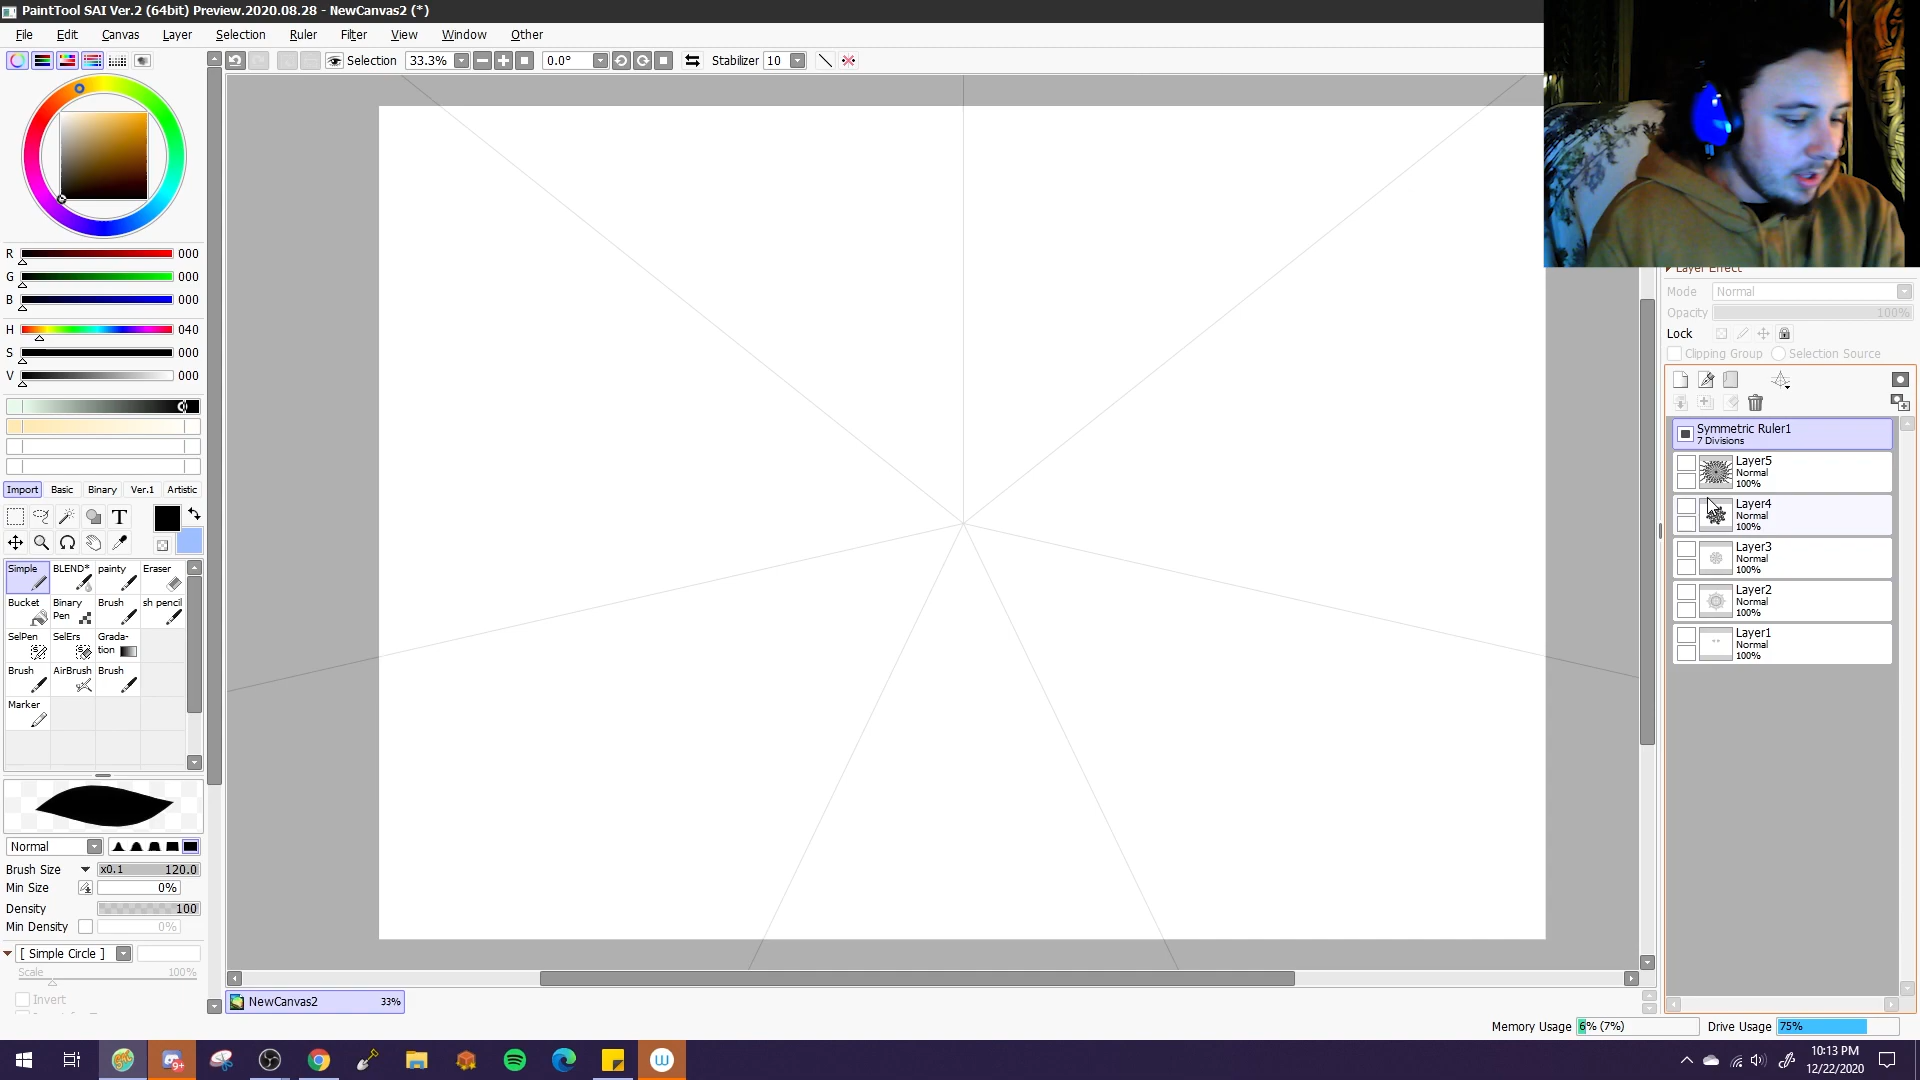 PaintTool SAI Ver.2 (64bit) Preview.2020.08.28 - NewCanvas2 (*)
File Edit Canvas Layer Selection Ruler Filter View Window Other
Selection 33.3% 0.0° Stabilizer 10
R 000
G 000
B 000
H 040
S 000
V 000
Import Basic Binary Ver.1 Artistic
T
Simple BLEND* painty Eraser
Bucket Binary Pen Brush sh pencil
SelPen SelErs Grada-tion
Brush AirBrush Brush
Marker
Normal
Brush Size x0.1 120.0
Min Size 0%
Density 100
Min Density 0%
[ Simple Circle ]
Scale 100%
Invert
NewCanvas2 33%
Layer Effect
Mode Normal
Opacity 100%
Lock
Clipping Group Selection Source
Symmetric Ruler1
7 Divisions
Layer5
Normal
100%
Layer4
Normal
100%
Layer3
Normal
100%
Layer2
Normal
100%
Layer1
Normal
100%
Memory Usage 6% (7%) Drive Usage 75%
9+
10:13 PM
12/22/2020